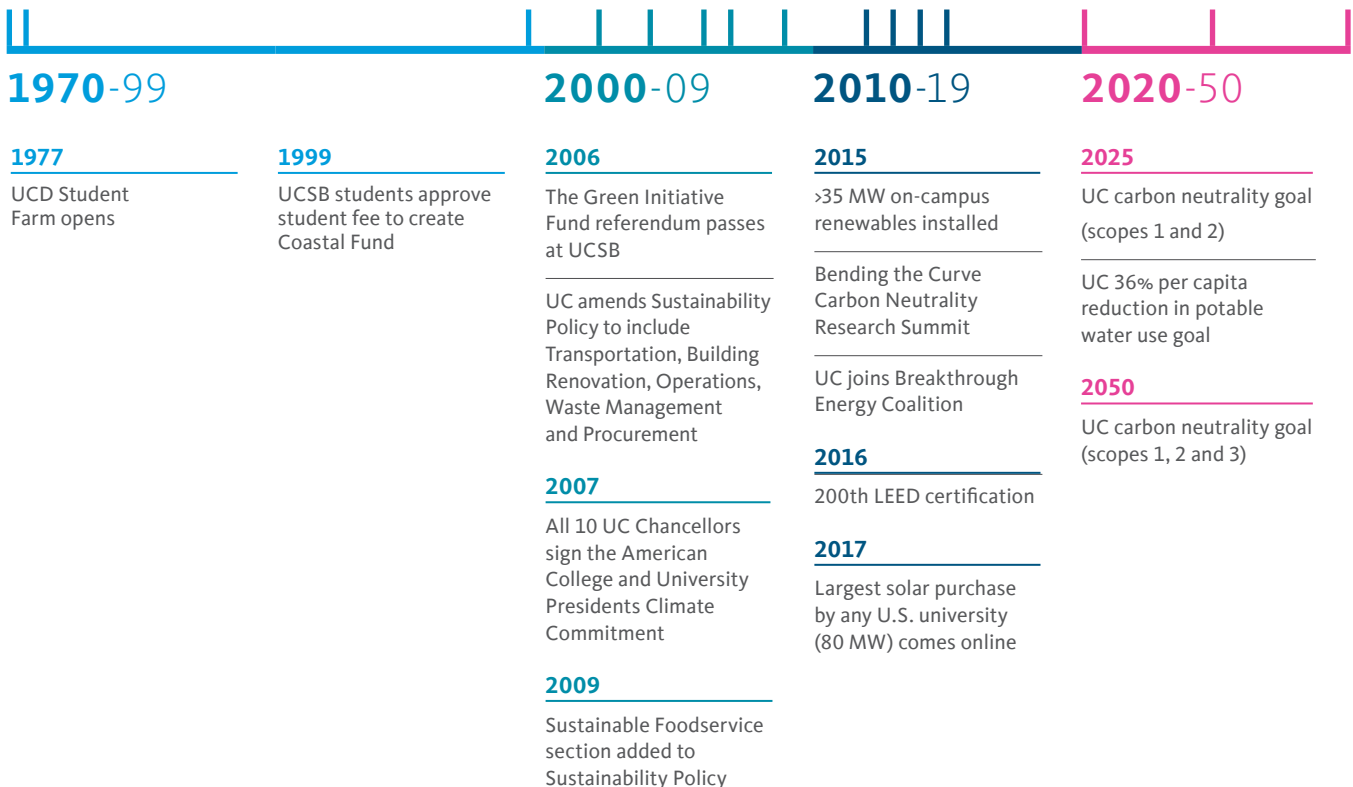 1970-99
1977
UCD Student
Farm opens
1999
UCSB students approve
student fee to create
Coastal Fund
2000-09
2006
The Green Initiative
Fund referendum passes
at UCSB
UC amends Sustainability
Policy to include
Transportation, Building
Renovation, Operations,
Waste Management
and Procurement
2007
All 10 UC Chancellors
sign the American
College and University
Presidents Climate
Commitment
2009
Sustainable Foodservice
section added to
Sustainability Policy
2010-19
2015
>35 MW on-campus
renewables installed
Bending the Curve
Carbon Neutrality
Research Summit
UC joins Breakthrough
Energy Coalition
2016
200th LEED certification
2017
Largest solar purchase
by any U.S. university
(80 MW) comes online
2020-50
2025
UC carbon neutrality goal
(scopes 1 and 2)
UC 36% per capita
reduction in potable
water use goal
2050
UC carbon neutrality goal
(scopes 1, 2 and 3)